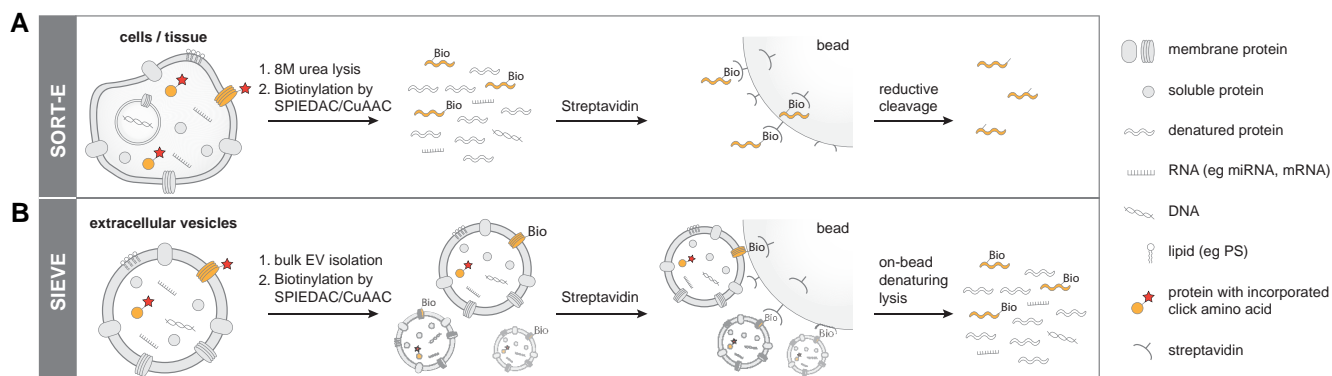 A
SORT-E
cells / tissue
1. 8M urea lysis
2. Biotinylation by
SPIEDAC/CuAAC
Bio
Bio
Bio
Streptavidin
bead
Bio
Bio
Bio
reductive
cleavage
B
SIEVE
extracellular vesicles
1. bulk EV isolation
2. Biotinylation by
SPIEDAC/CuAAC
Bio
Bio
Bio
Streptavidin
bead
Bio
Bio
Bio
on-bead
denaturing
lysis
Bio
Bio
Bio
membrane protein
soluble protein
denatured protein
RNA (eg miRNA, mRNA)
DNA
lipid (eg PS)
protein with incorporated
click amino acid
streptavidin